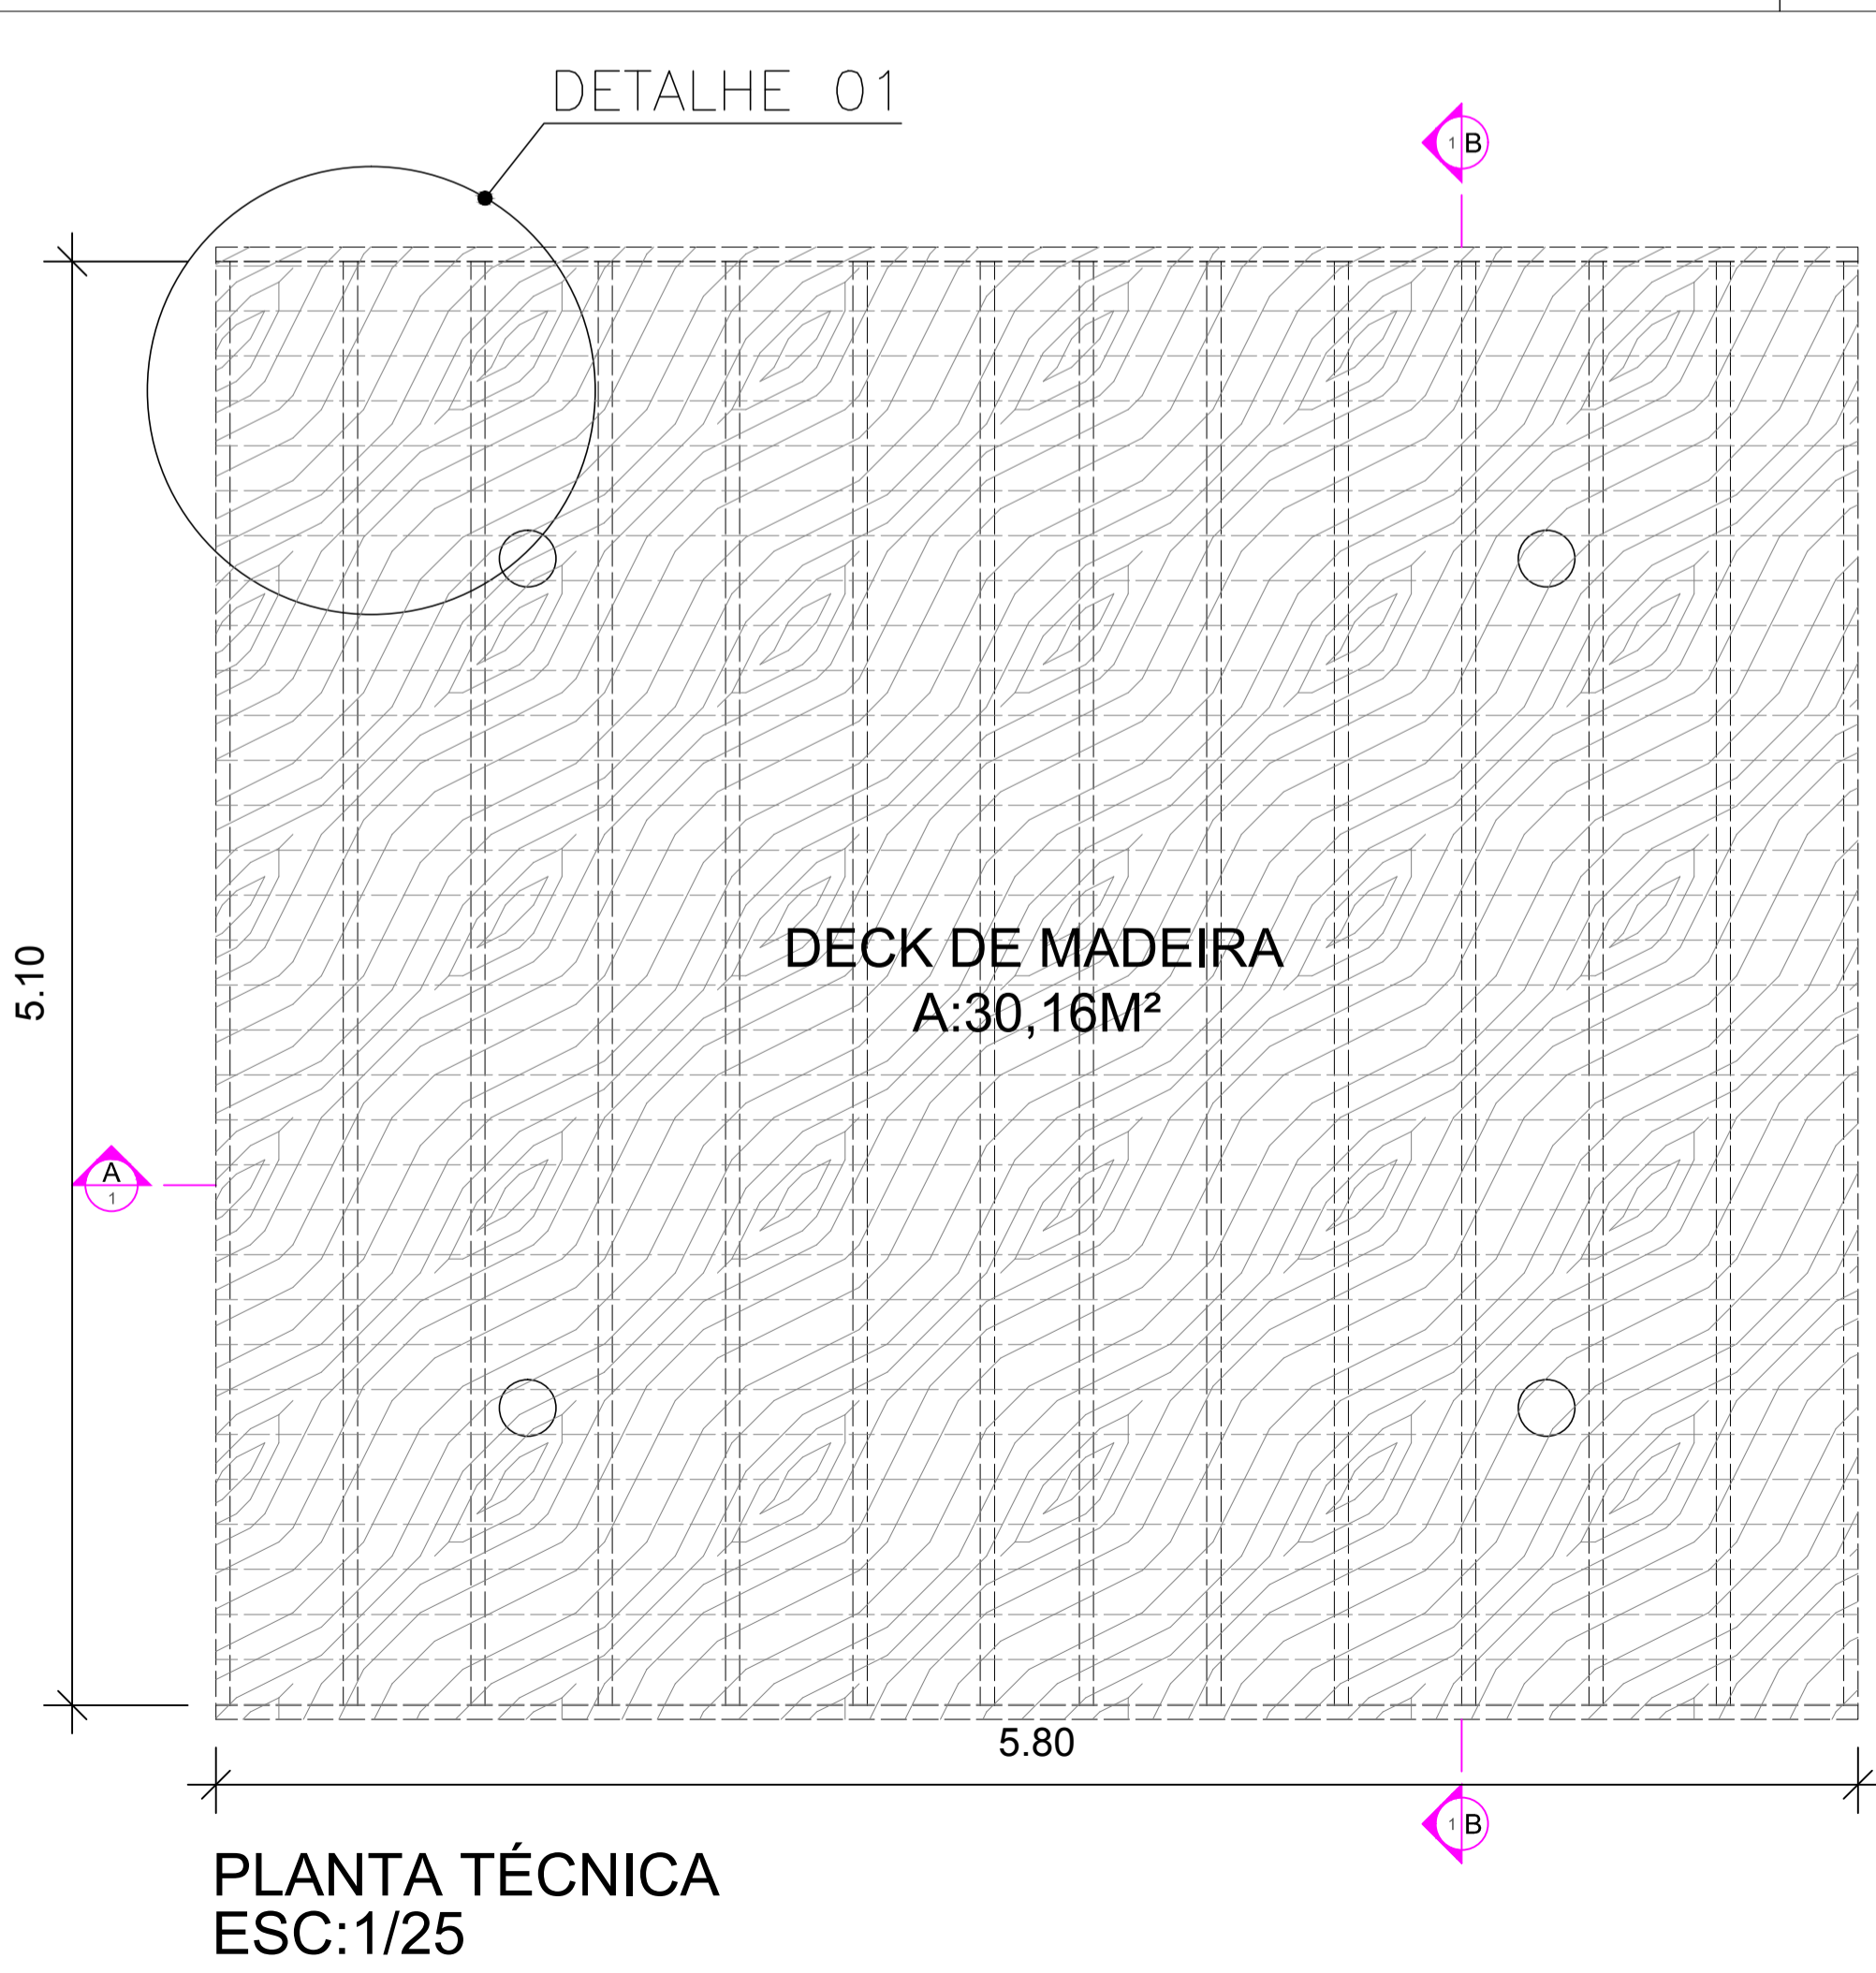 DETALHE 01
1 B
5.10
DECK DE MADEIRA
A:30,16M²
A
1
5.80
1 B
PLANTA TÉCNICA
ESC:1/25